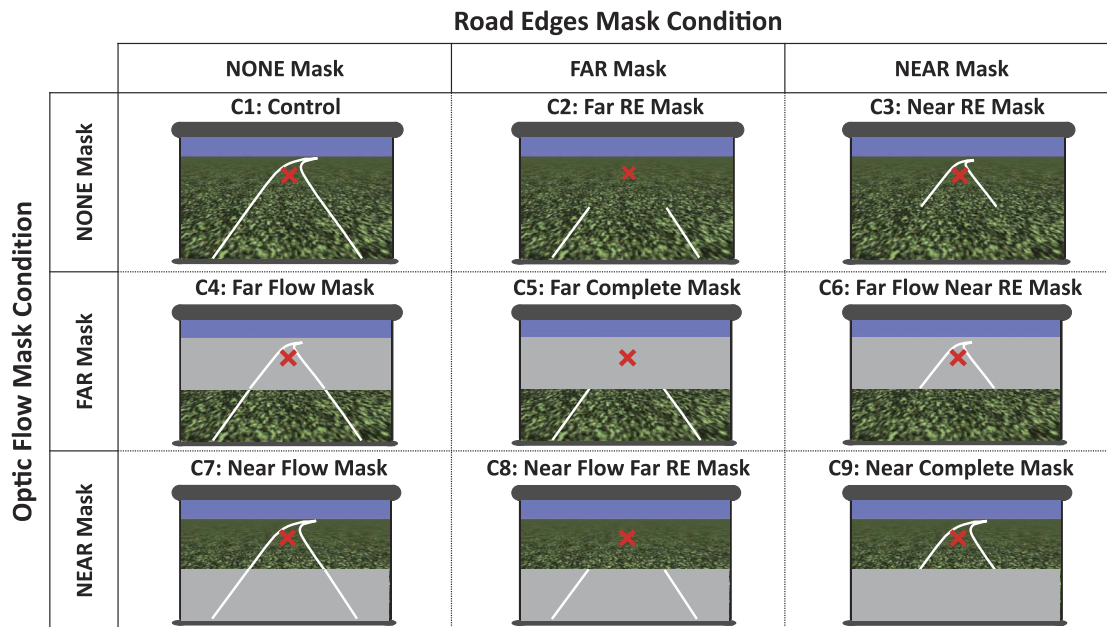 Road Edges Mask Condition
NONE Mask
FAR Mask
NEAR Mask
Optic Flow Mask Condition
NONE Mask
C1: Control
C2: Far RE Mask
C3: Near RE Mask
FAR Mask
C4: Far Flow Mask
C5: Far Complete Mask
C6: Far Flow Near RE Mask
NEAR Mask
C7: Near Flow Mask
C8: Near Flow Far RE Mask
C9: Near Complete Mask